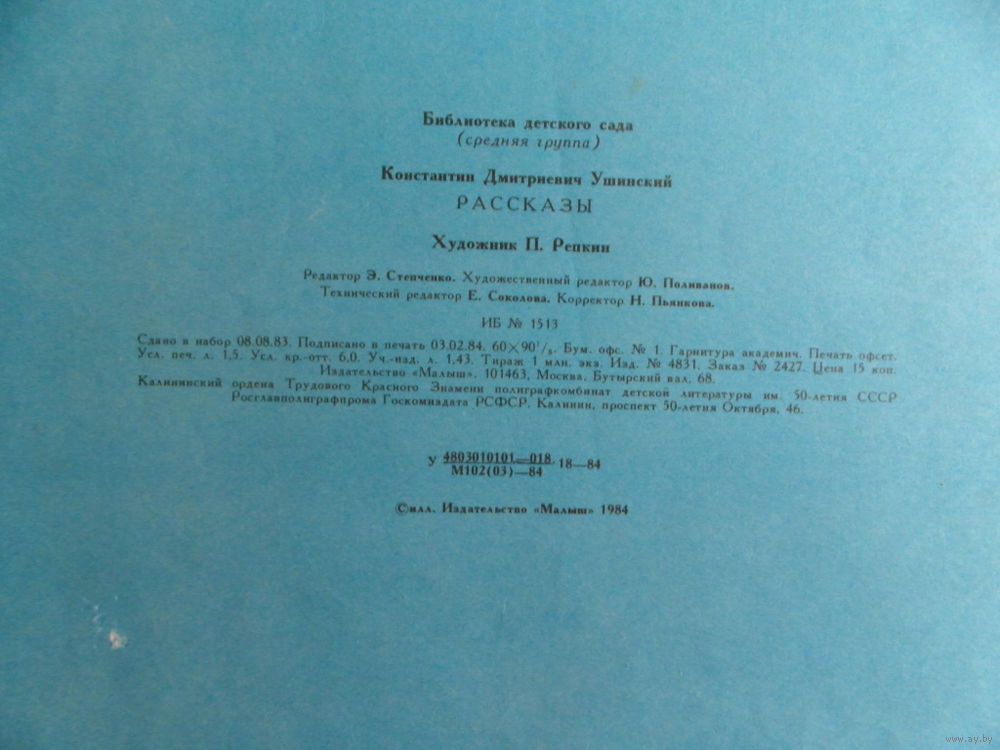 Библиотека детского сада
(средняя группа)
Константин Дмитриевич Ушинский
РАССКАЗЫ
Художник П. Репкин
Редактор Э. Степченко. Художественный редактор Ю. Поливанов.
Технический редактор Е. Соколова. Корректор Н. Пьянкова.
ИБ № 1513
Сдано в набор 08.08.83. Подписано в печать 03.02.84. 60×90¹/₈. Бум. офс. № 1. Гарнитура академич. Печать офсет.
Усл. печ. л. 1,5. Усл. кр.-отт. 6,0. Уч.-изд. л. 1,43. Тираж 1 млн. экз. Изд. № 4831. Заказ № 2427. Цена 15 коп.
Издательство «Малыш». 101463, Москва, Бутырский вал, 68.
Калининский ордена Трудового Красного Знамени полиграфкомбинат детской литературы им. 50-летия СССР
Росглавполиграфпрома Госкомиздата РСФСР. Калинин, проспект 50-летия Октября, 46.
У 4803010101—018 18—84
М102(03)—84
©илл. Издательство «Малыш» 1984
www.ay.by